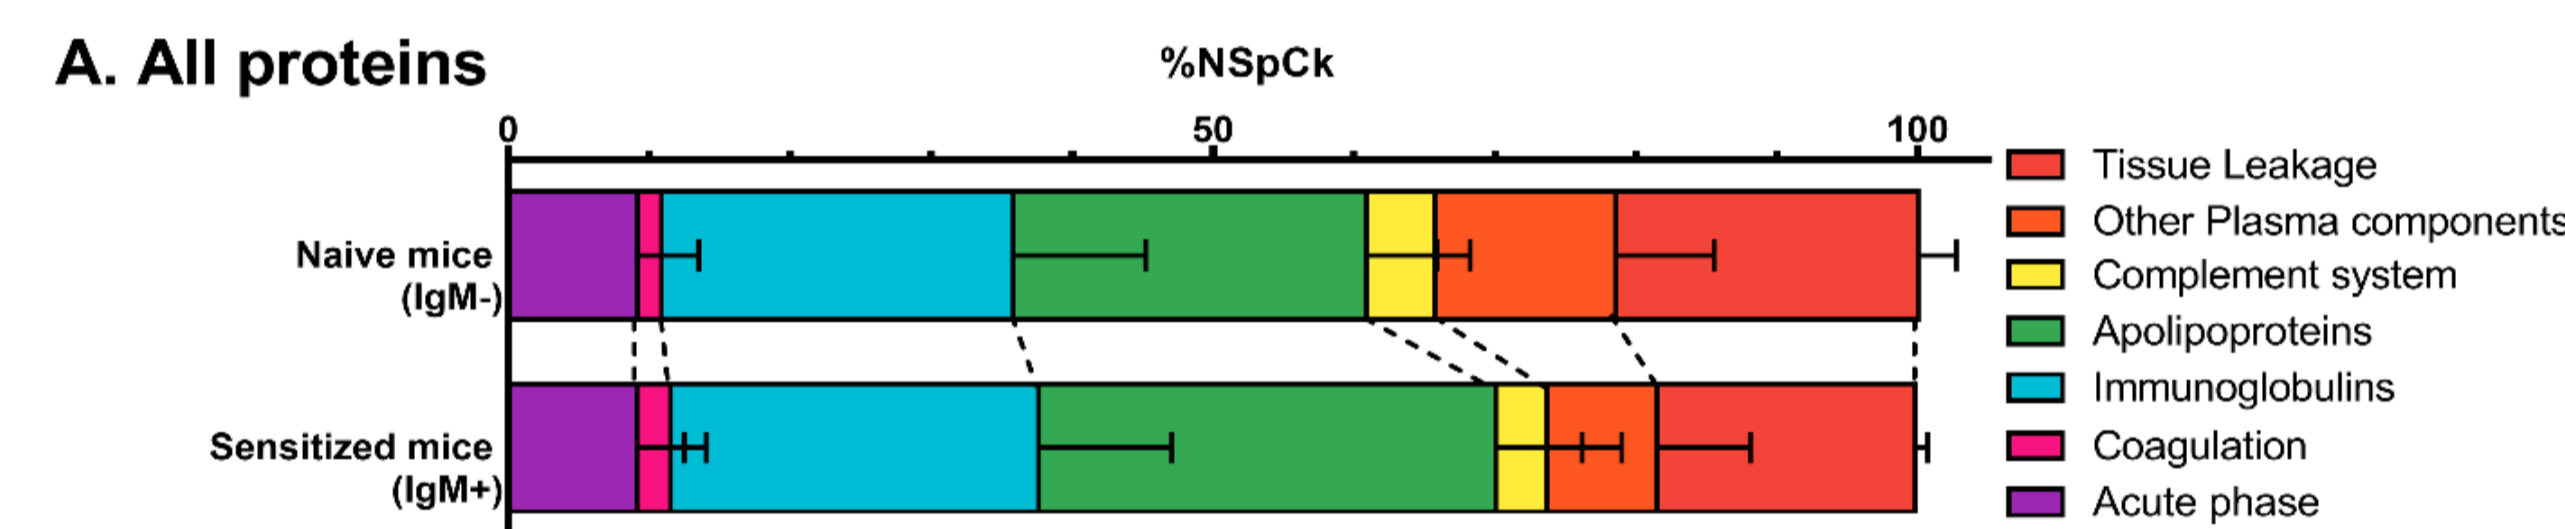 A. All proteins
%NSpCk
0 50 100
Naive mice
(IgM-)
Sensitized mice
(IgM+)
Tissue Leakage
Other Plasma components
Complement system
Apolipoproteins
Immunoglobulins
Coagulation
Acute phase